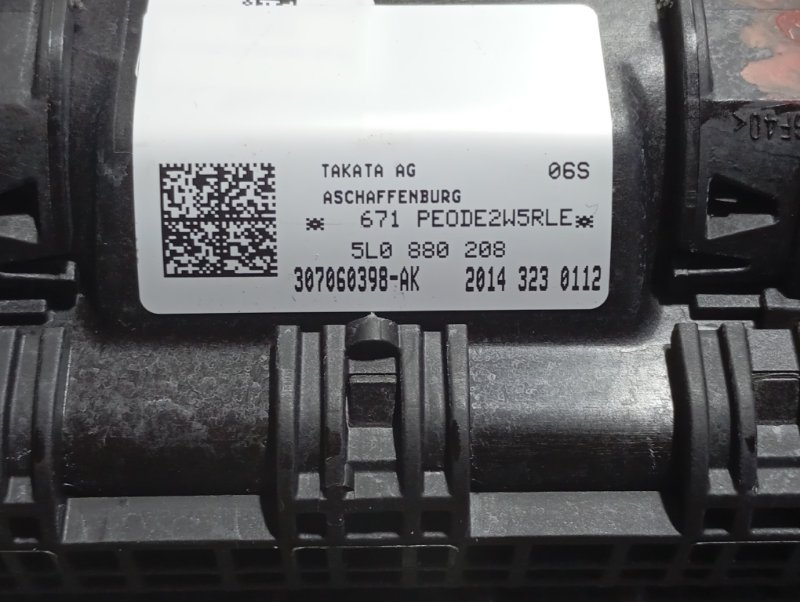 TAKATA AG 06S
ASCHAFFENBURG
* 671 PEODE2W5RLE*
5L0 880 208
307060398-AK 2014 323 0112